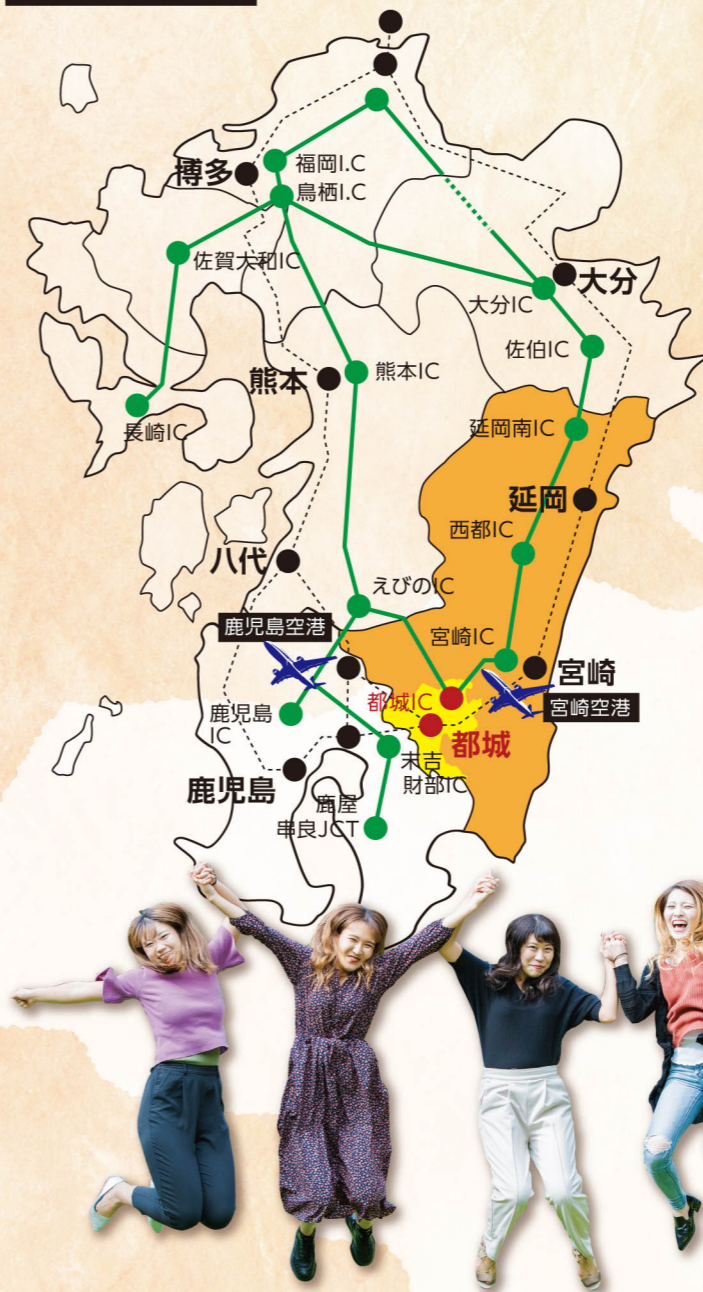 福岡I.C
博多
鳥栖I.C
佐賀大和IC
大分
大分IC
佐伯IC
熊本
熊本IC
長崎IC
延岡南IC
延岡
西都IC
八代
えびのIC
鹿児島空港
宮崎IC
宮崎
都城IC
宮崎空港
鹿児島
IC
都城
末吉
財部IC
鹿児島
鹿屋
串良JCT